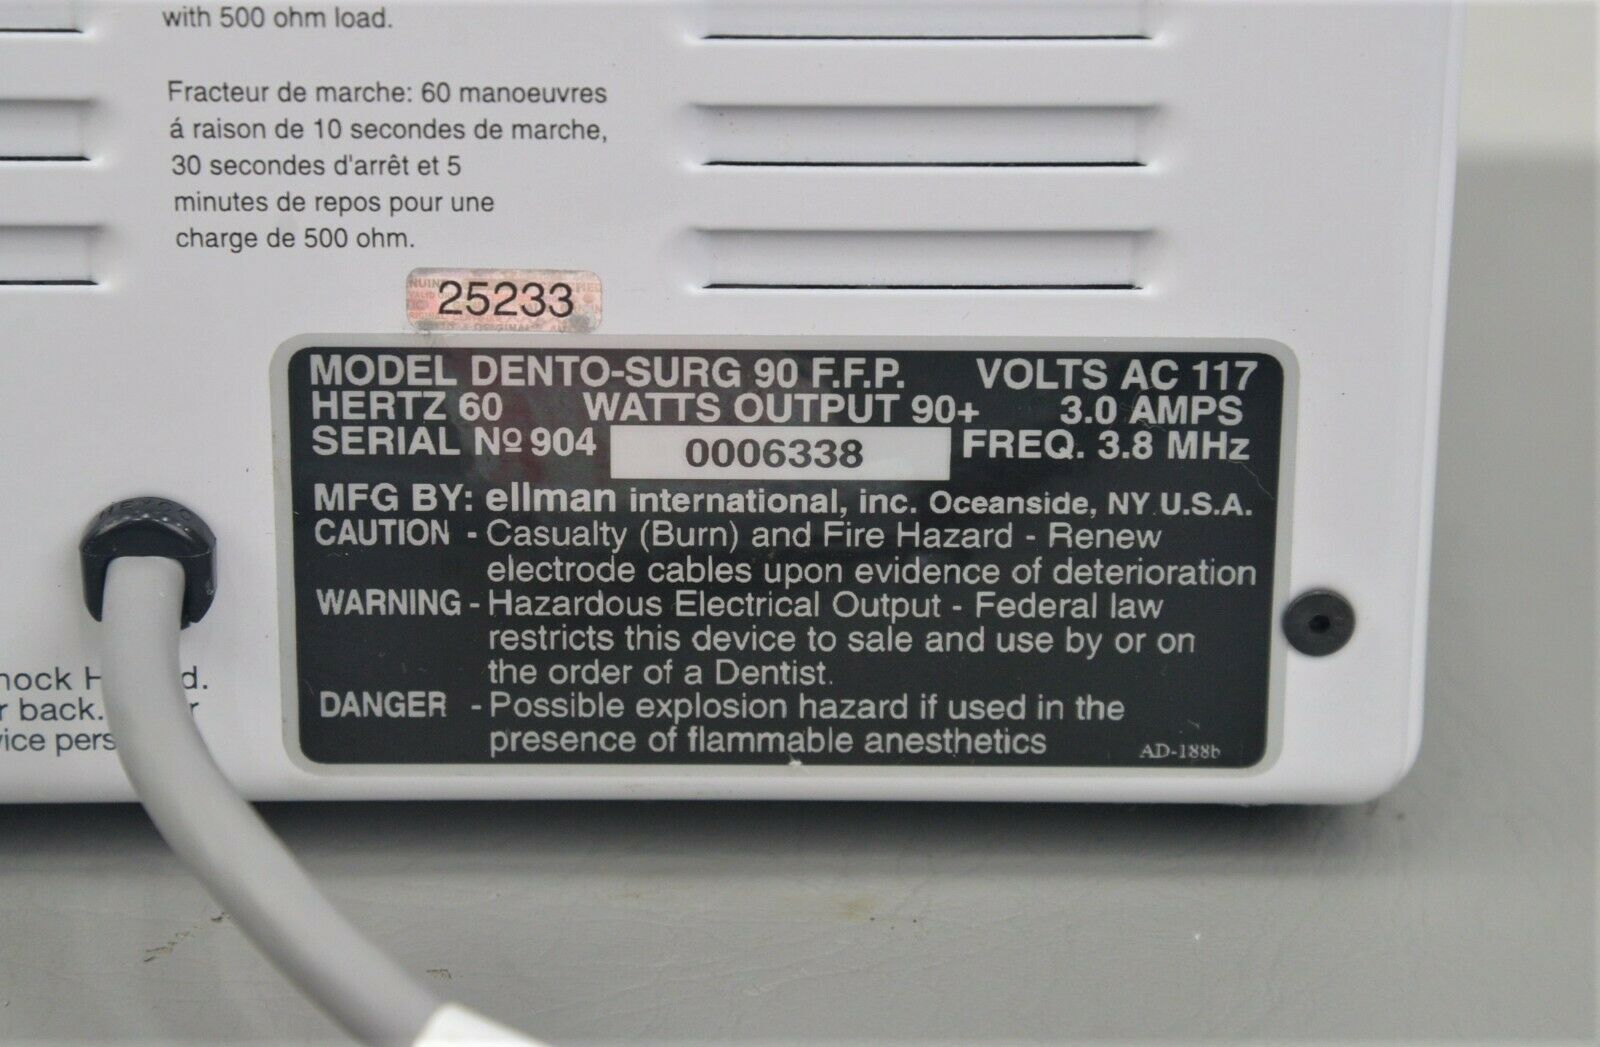 with 500 ohm load.
Fracteur de marche: 60 manoeuvres
á raison de 10 secondes de marche,
30 secondes d'arrêt et 5
minutes de repos pour une
charge de 500 ohm.
25233
MODEL DENTO-SURG 90 F.F.P. VOLTS AC 117
HERTZ 60 WATTS OUTPUT 90+ 3.0 AMPS
SERIAL Nº 904 0006338 FREQ. 3.8 MHz
MFG BY: ellman international, inc. Oceanside, NY U.S.A.
CAUTION - Casualty (Burn) and Fire Hazard - Renew
electrode cables upon evidence of deterioration
WARNING - Hazardous Electrical Output - Federal law
restricts this device to sale and use by or on
the order of a Dentist.
DANGER - Possible explosion hazard if used in the
presence of flammable anesthetics
AD-188b
back.